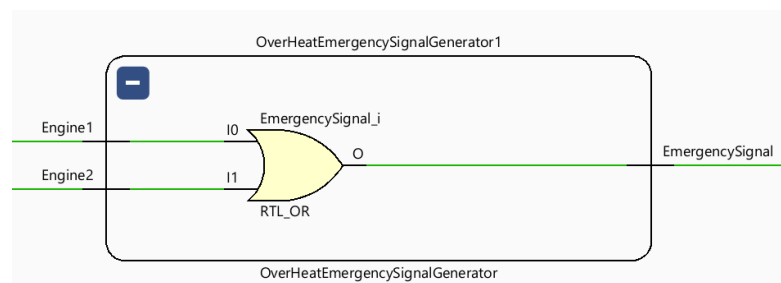 OverHeatEmergencySignalGenerator1
EmergencySignal_i
Engine1
I0
O
EmergencySignal
Engine2
I1
RTL_OR
OverHeatEmergencySignalGenerator